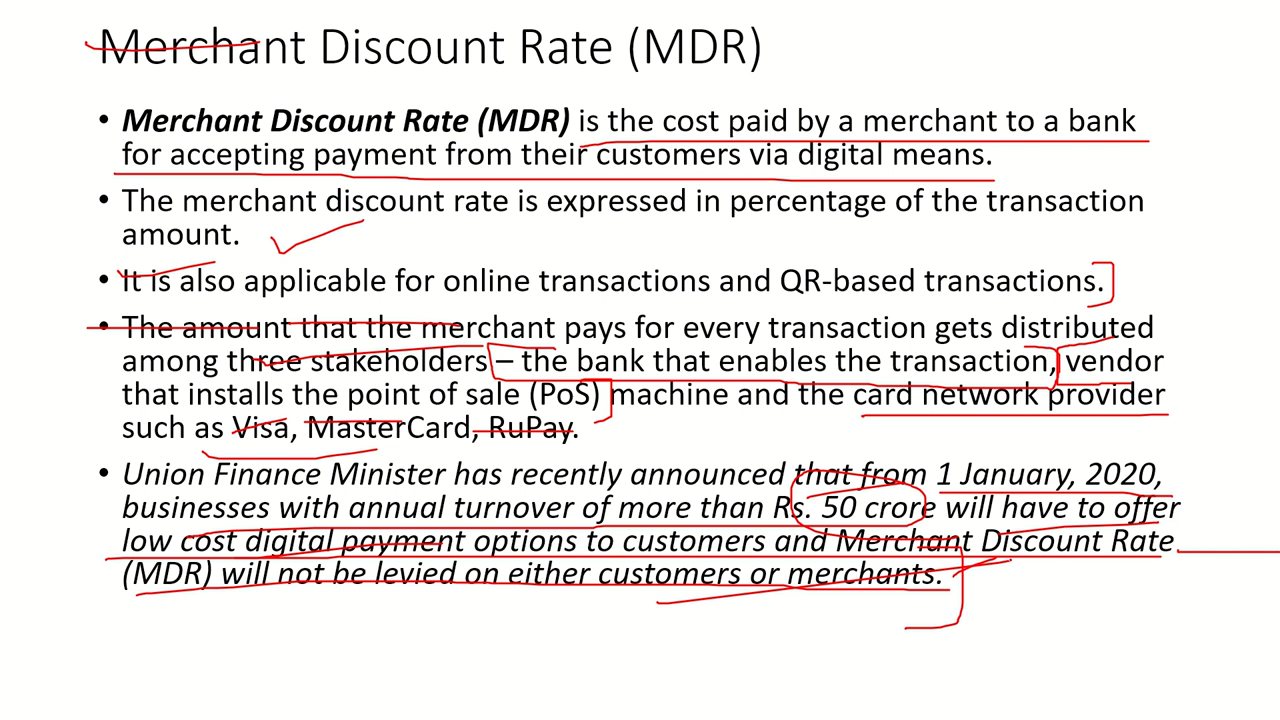 Merchant Discount Rate (MDR)
• Merchant Discount Rate (MDR) is the cost paid by a merchant to a bank
for accepting payment from their customers via digital means.
• The merchant discount rate is expressed in percentage of the transaction
amount.
• It is also applicable for online transactions and QR-based transactions.
• The amount that the merchant pays for every transaction gets distributed
among three stakeholders – the bank that enables the transaction, vendor
that installs the point of sale (PoS) machine and the card network provider
such as Visa, MasterCard, RuPay.
• Union Finance Minister has recently announced that from 1 January, 2020,
businesses with annual turnover of more than Rs. 50 crore will have to offer
low cost digital payment options to customers and Merchant Discount Rate
(MDR) will not be levied on either customers or merchants.